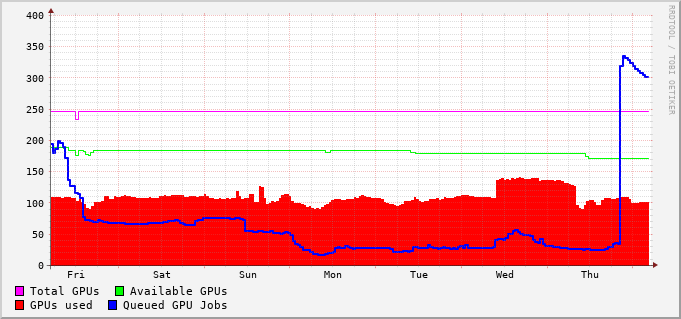 400
350
300
250
200
150
100
50
0
Fri Sat Sun Mon Tue Wed Thu
Total GPUs Available GPUs
GPUs used Queued GPU Jobs
RRDTOOL / TOBI OETIKER